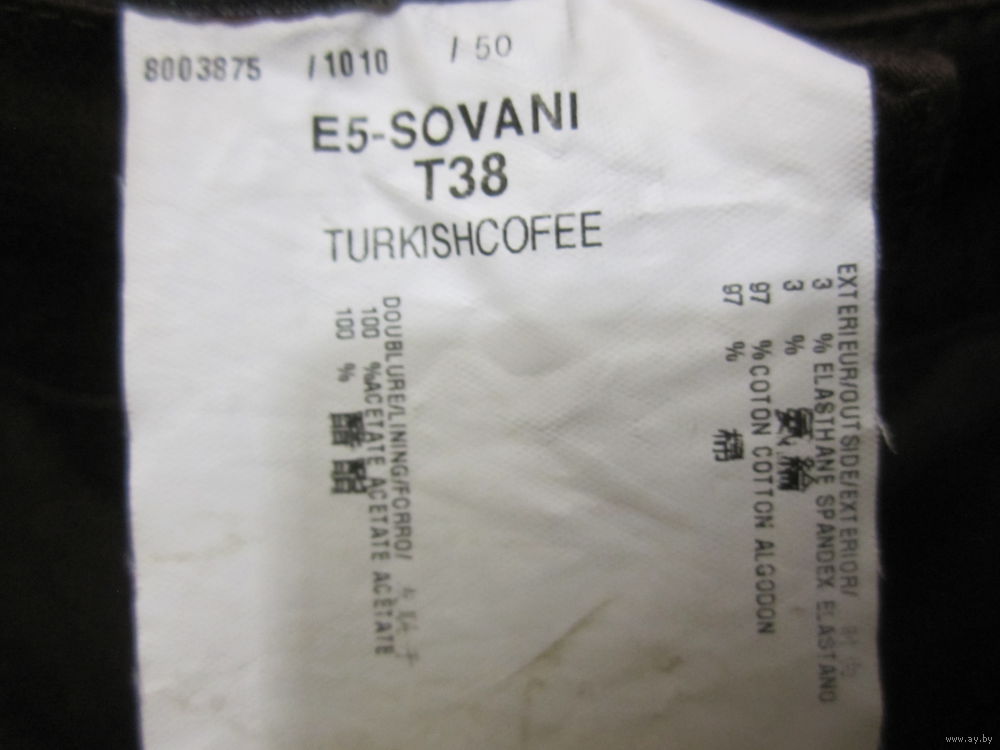 8003875 /1010 / 50
E5-SOVANI
T38
TURKISHCOFEE
EXTERIEUR/OUTSIDE/EXTERIOR/
3 % ELASTHANE SPANDEX ELASTANO
3 %
97 % COTON COTTON ALGODON
97 % 棉
DOUBLURE/LINING/FORRO/
100 % ACETATE ACETATE ACETATE
100 %
www.ay.by